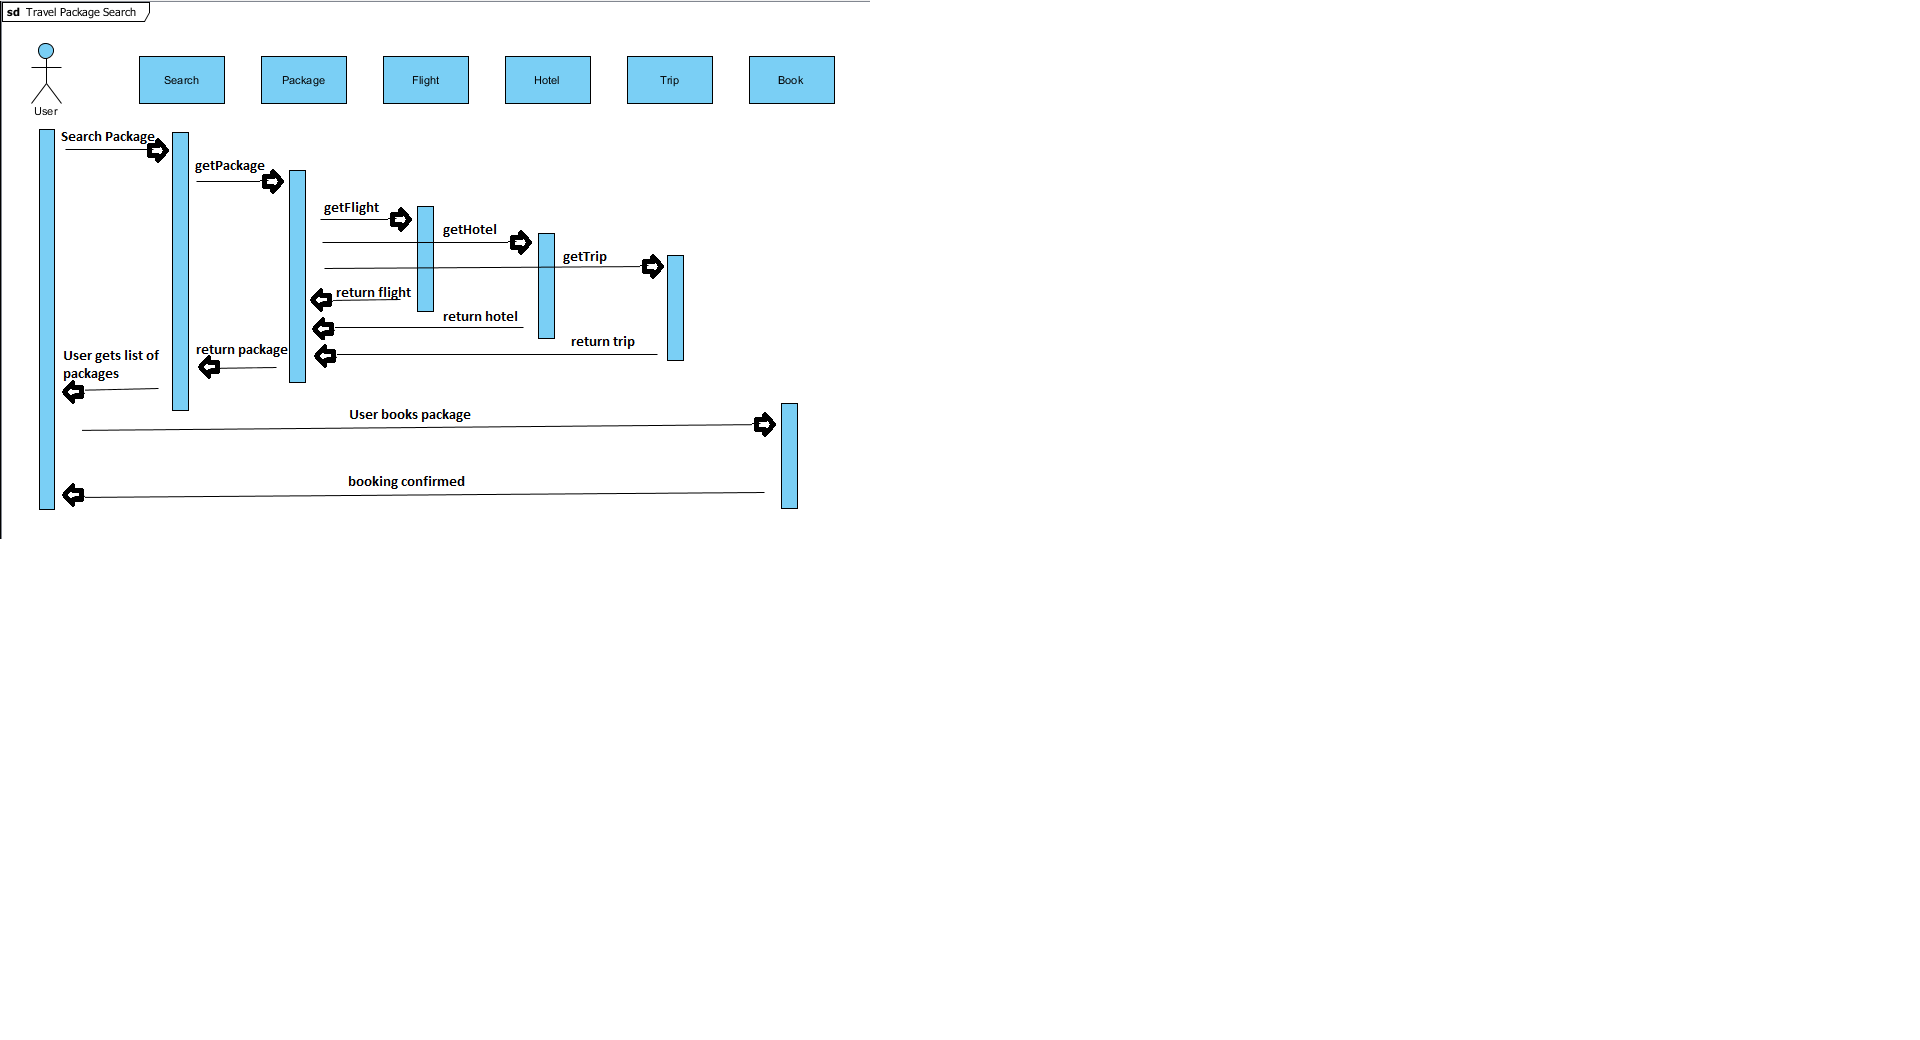 sd Travel Package Search
User
Search
Package
Flight
Hotel
Trip
Book
Search Package
getPackage
getFlight
getHotel
getTrip
return flight
return hotel
return trip
return package
User gets list of
packages
User books package
booking confirmed